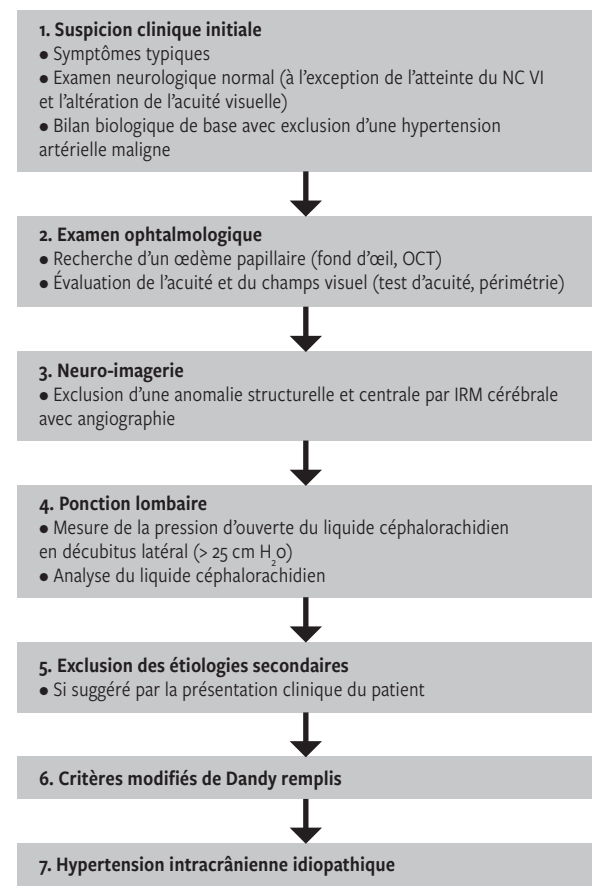 1. Suspicion clinique initiale
● Symptômes typiques
● Examen neurologique normal (à l'exception de l'atteinte du NC VI
et l'altération de l'acuité visuelle)
● Bilan biologique de base avec exclusion d'une hypertension
artérielle maligne
2. Examen ophtalmologique
● Recherche d'un œdème papillaire (fond d'œil, OCT)
● Évaluation de l'acuité et du champs visuel (test d'acuité, périmétrie)
3. Neuro-imagerie
● Exclusion d'une anomalie structurelle et centrale par IRM cérébrale
avec angiographie
4. Ponction lombaire
● Mesure de la pression d'ouverte du liquide céphalorachidien
en décubitus latéral (> 25 cm H₂0)
● Analyse du liquide céphalorachidien
5. Exclusion des étiologies secondaires
● Si suggéré par la présentation clinique du patient
6. Critères modifiés de Dandy remplis
7. Hypertension intracrânienne idiopathique